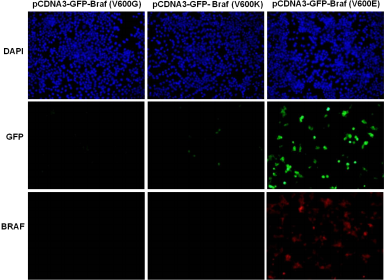 pCDNA3-GFP-Braf (V600G) pCDNA3-GFP- Braf (V600K) pCDNA3-GFP-Braf (V600E)
DAPI
GFP
BRAF